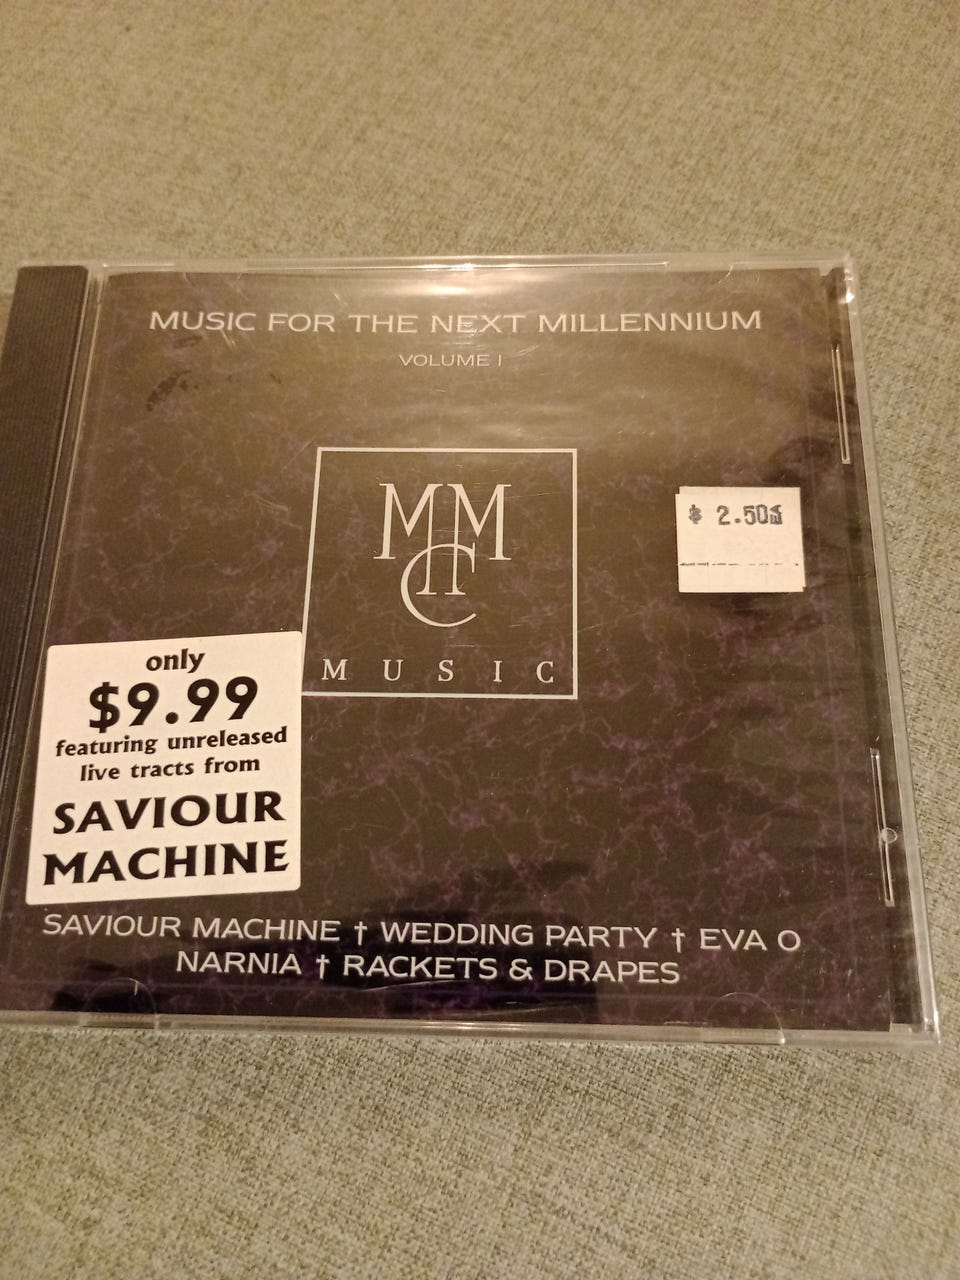 MUSIC FOR THE NEXT MILLENNIUM
VOLUME I
MCM
MUSIC
$ 2.50
only
$9.99
featuring unreleased
live tracts from
SAVIOUR
MACHINE
SAVIOUR MACHINE † WEDDING PARTY † EVA O
NARNIA † RACKETS & DRAPES